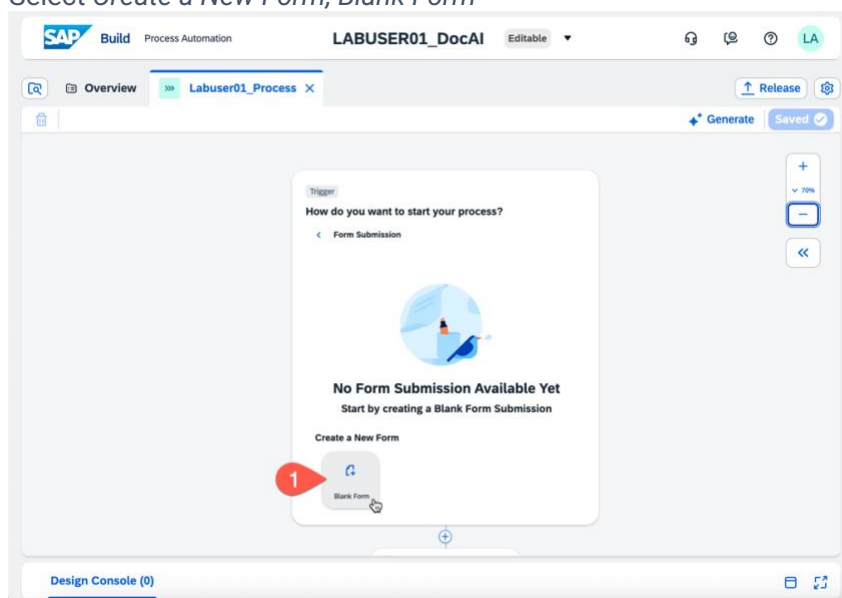 Select Create a New Form, Blank Form
SAP Build Process Automation LABUSER01_DocAI Editable LA
Overview Labuser01_Process × Release
Generate Saved
Trigger
How do you want to start your process?
Form Submission
70%
No Form Submission Available Yet
Start by creating a Blank Form Submission
Create a New Form
1
Blank Form
Design Console (0)